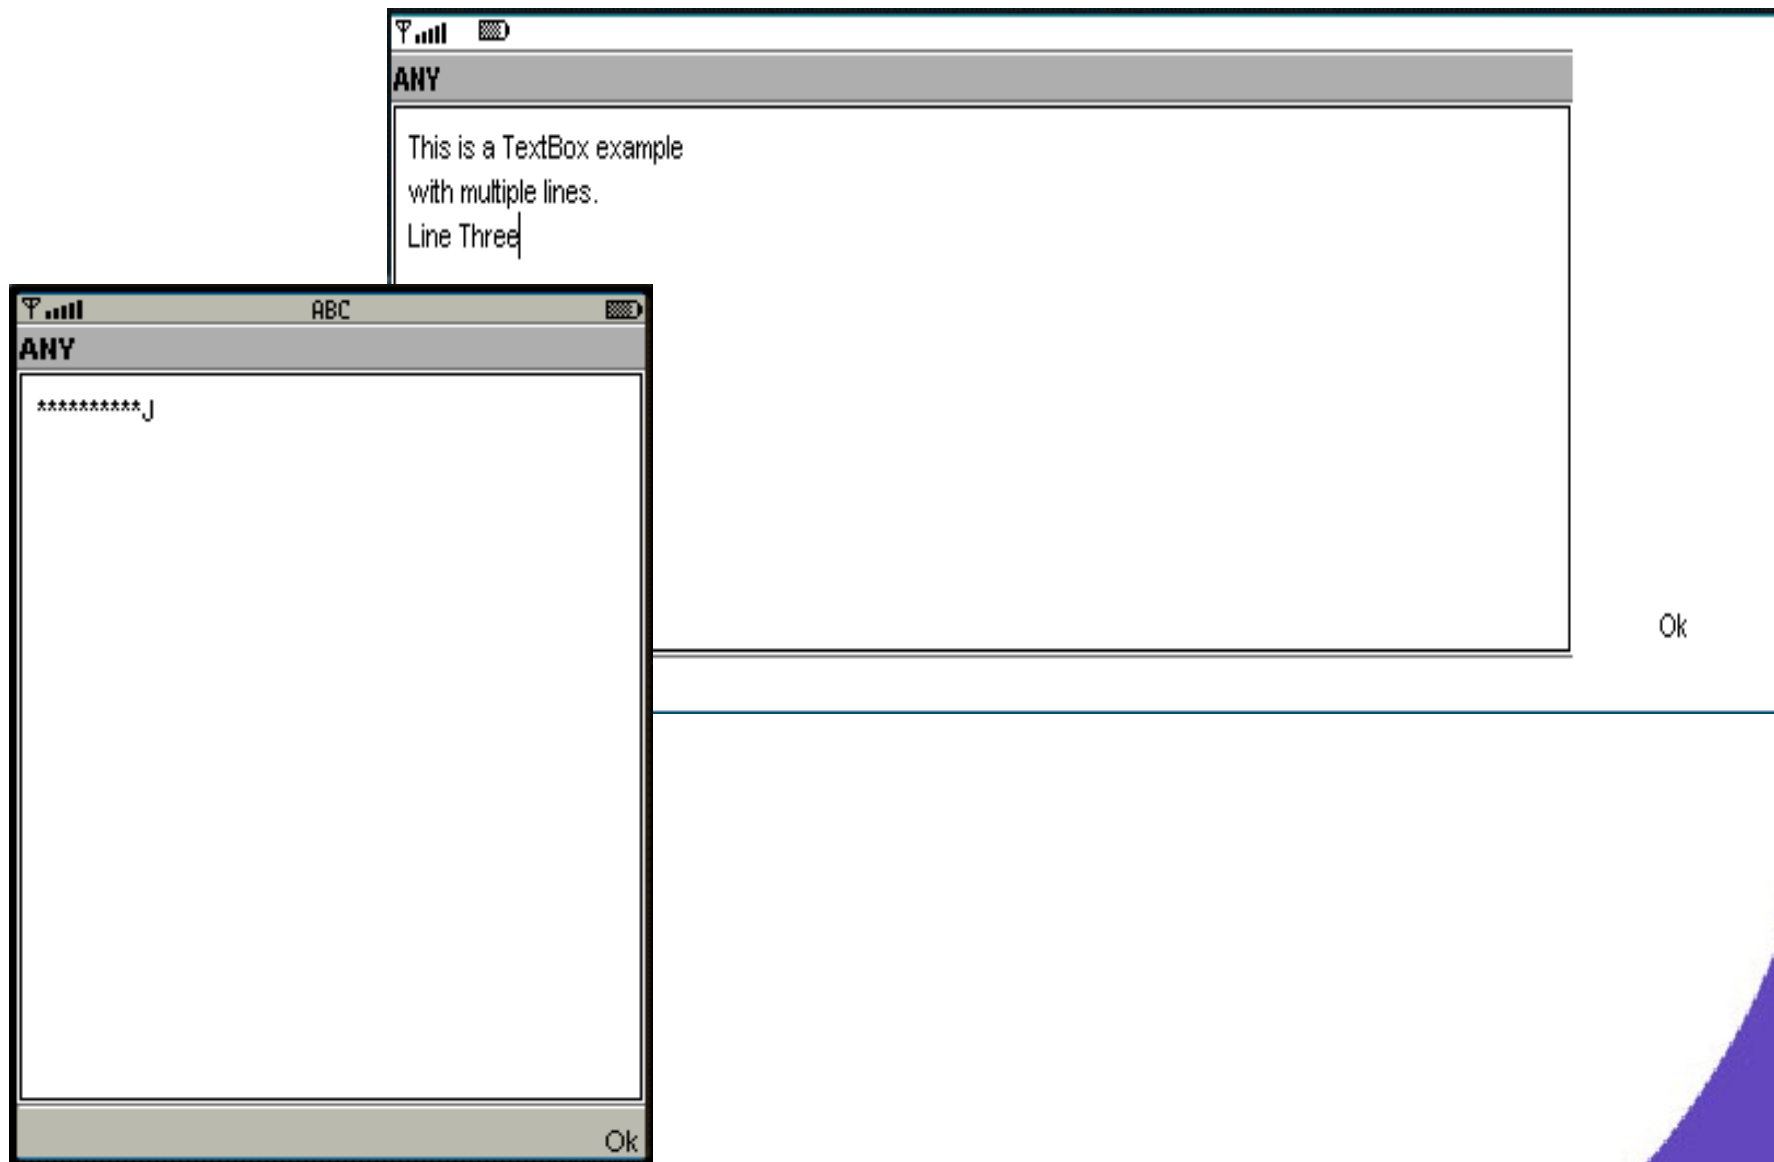 ANY
This is a TextBox example
with multiple lines.
Line Three
Ok
ABC
ANY
**********J
Ok